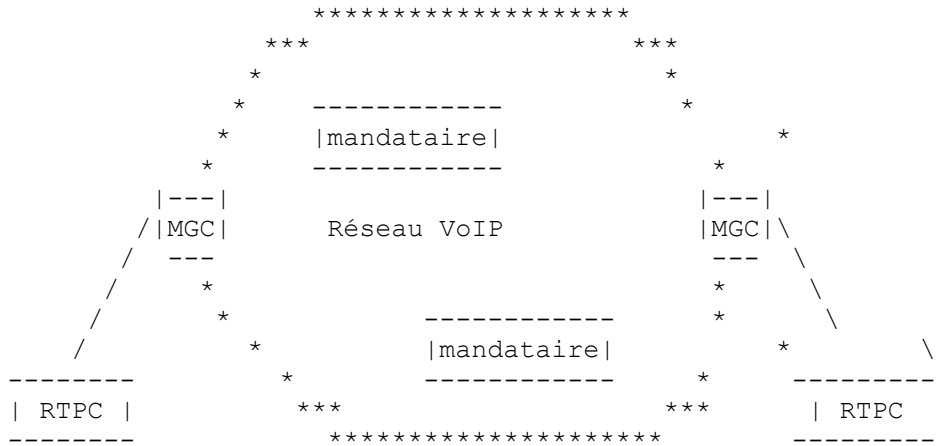 |mandataire|
|MGC| Réseau VoIP |MGC|
|mandataire|
| RTPC | | RTPC